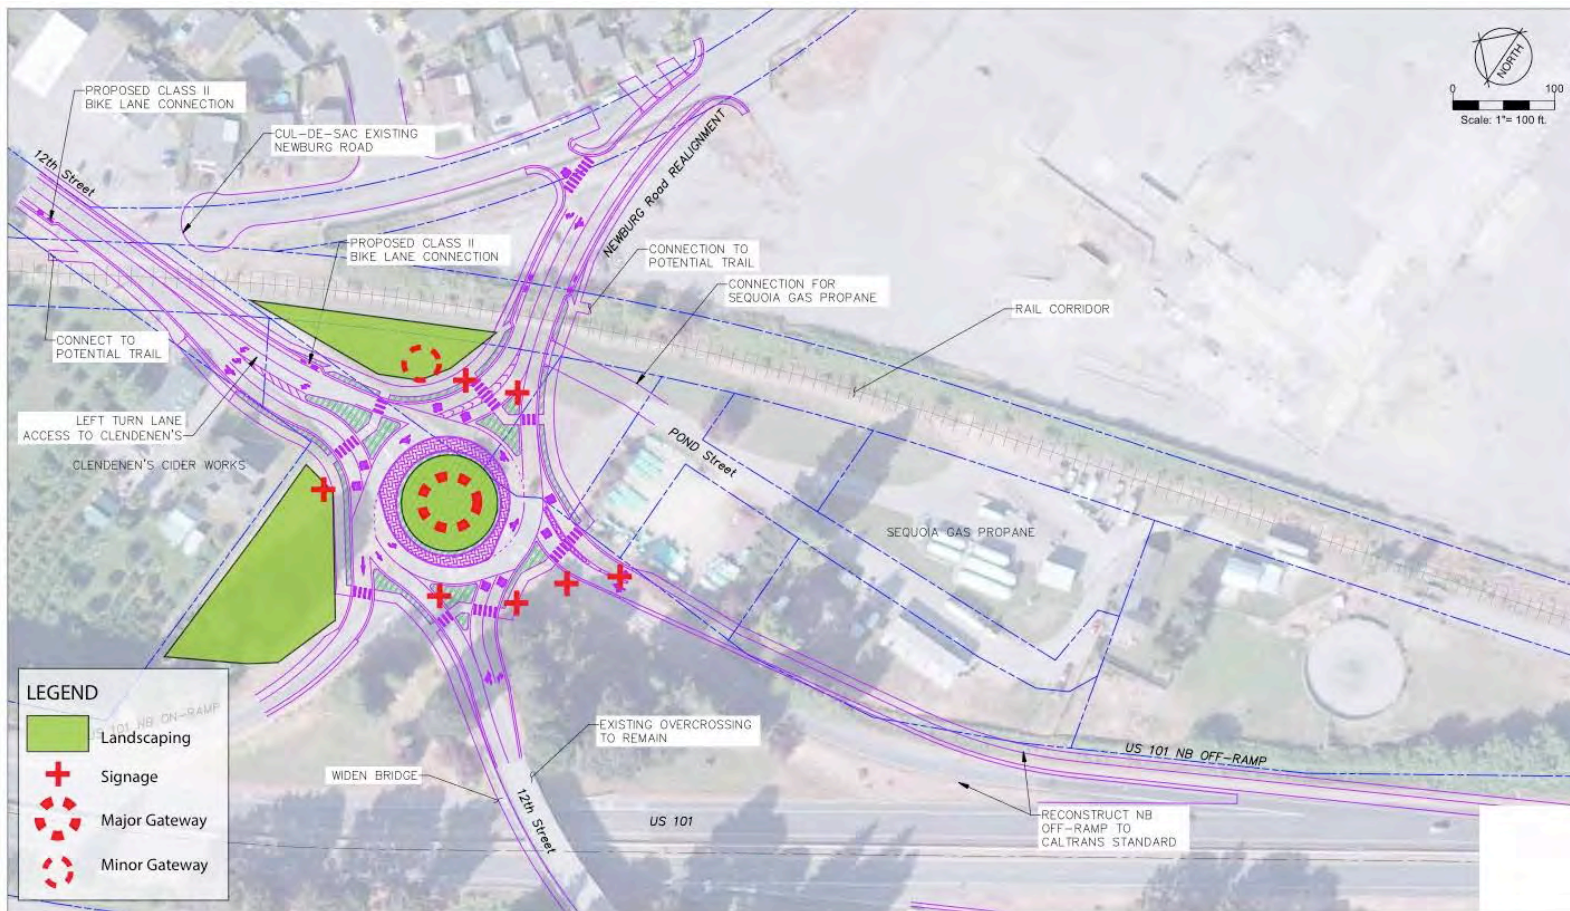 NORTH
0 100
Scale: 1"= 100 ft.
PROPOSED CLASS II
BIKE LANE CONNECTION
CUL-DE-SAC EXISTING
NEWBURG ROAD
12th Street
NEWBURG Road REALIGNMENT
PROPOSED CLASS II
BIKE LANE CONNECTION
CONNECTION TO
POTENTIAL TRAIL
CONNECTION FOR
SEQUOIA GAS PROPANE
RAIL CORRIDOR
CONNECT TO
POTENTIAL TRAIL
LEFT TURN LANE
ACCESS TO CLENDENEN'S
CLENDENEN'S CIDER WORKS
POND Street
SEQUOIA GAS PROPANE
LEGEND
US 101 NB ON-RAMP
Landscaping
Signage
Major Gateway
Minor Gateway
EXISTING OVERCROSSING
TO REMAIN
WIDEN BRIDGE
12th Street
US 101
US 101 NB OFF-RAMP
RECONSTRUCT NB
OFF-RAMP TO
CALTRANS STANDARD